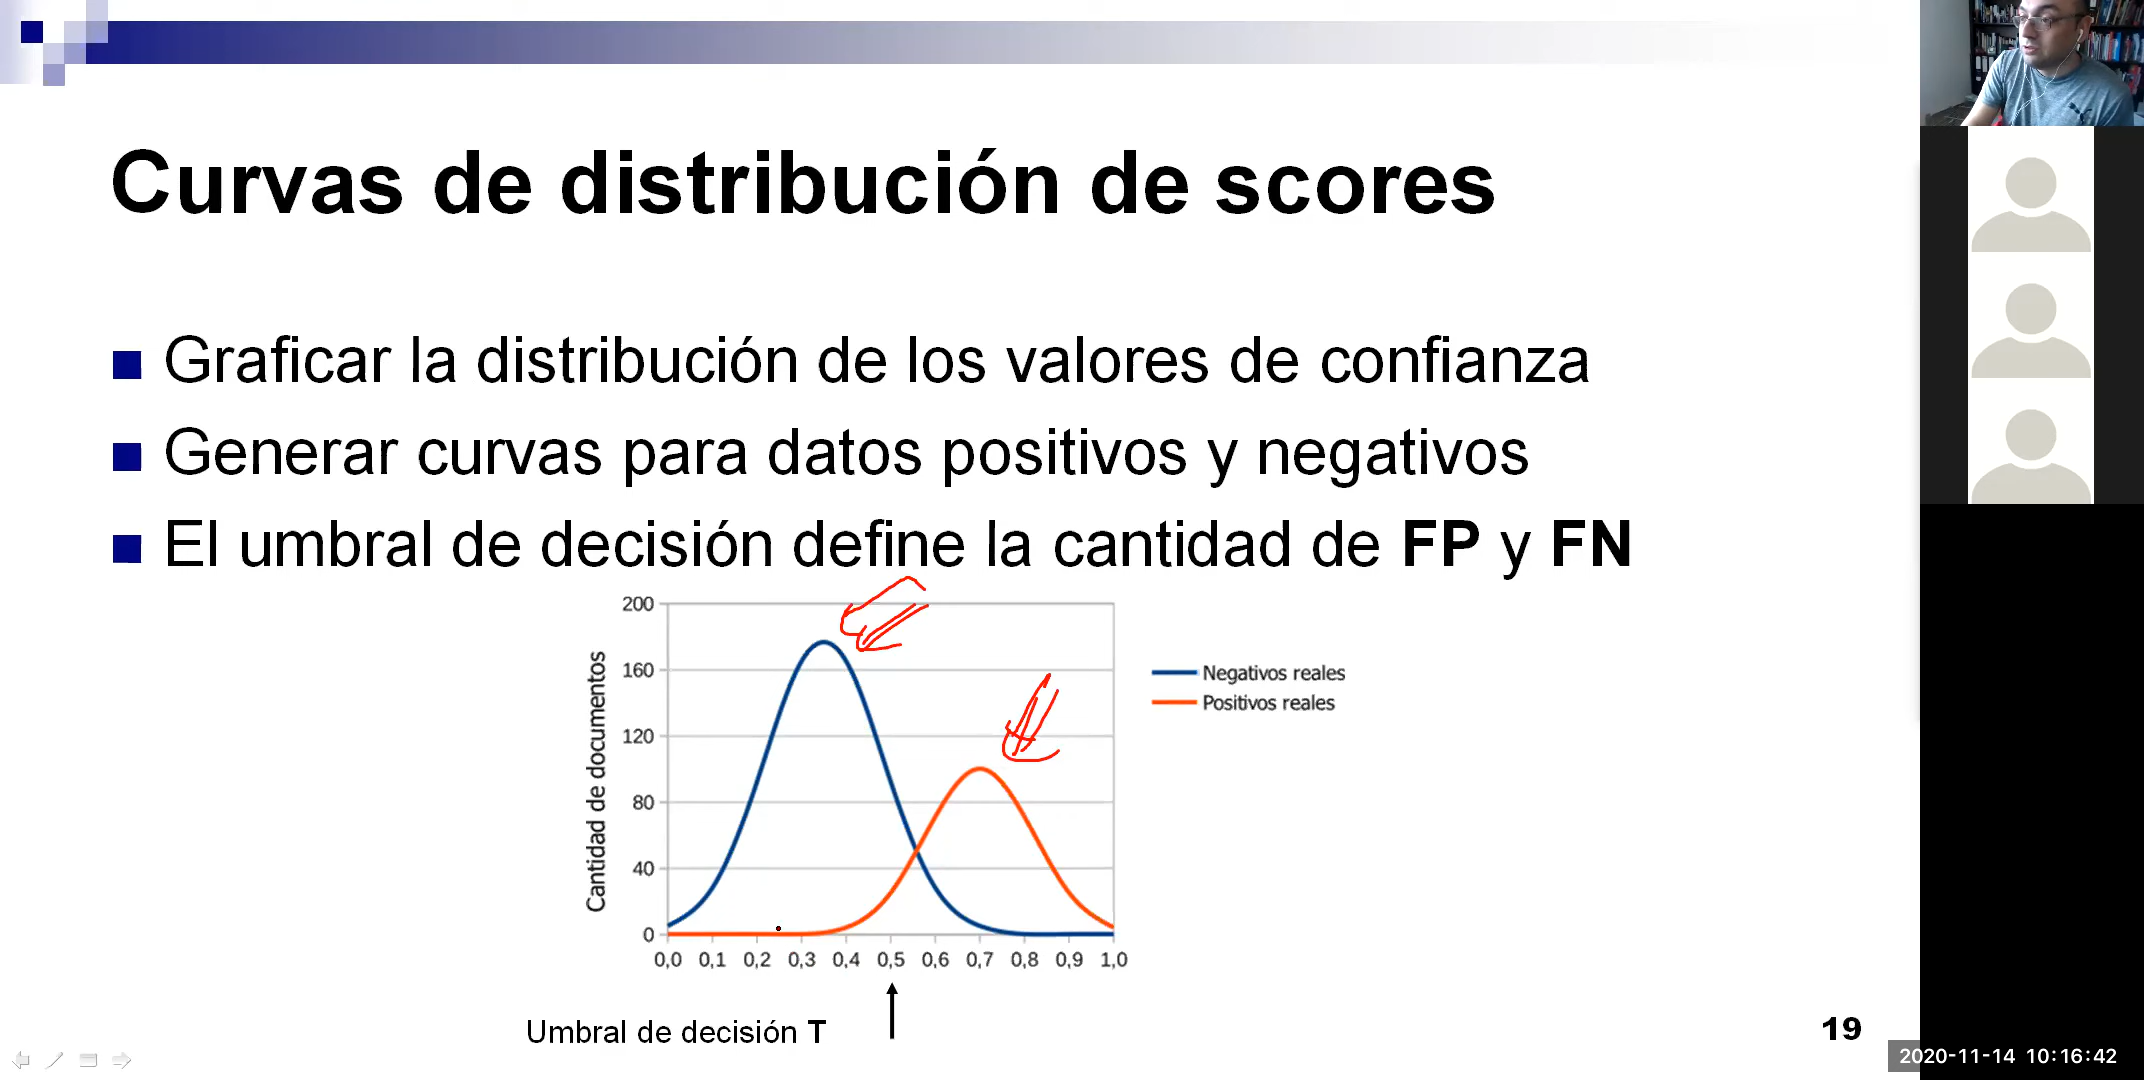 Curvas de distribución de scores
Graficar la distribución de los valores de confianza
Generar curvas para datos positivos y negativos
El umbral de decisión define la cantidad de FP y FN
200
160
120
80
40
0
Cantidad de documentos
0,0 0,1 0,2 0,3 0,4 0,5 0,6 0,7 0,8 0,9 1,0
Negativos reales
Positivos reales
Umbral de decisión T
19
2020-11-14 10:16:42